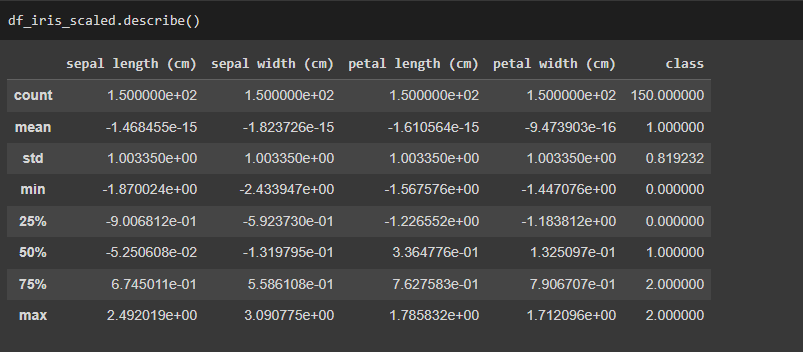 df_iris_scaled.describe()
sepal length (cm) sepal width (cm) petal length (cm) petal width (cm) class
count 1.500000e+02 1.500000e+02 1.500000e+02 1.500000e+02 150.000000
mean -1.468455e-15 -1.823726e-15 -1.610564e-15 -9.473903e-16 1.000000
std 1.003350e+00 1.003350e+00 1.003350e+00 1.003350e+00 0.819232
min -1.870024e+00 -2.433947e+00 -1.567576e+00 -1.447076e+00 0.000000
25% -9.006812e-01 -5.923730e-01 -1.226552e+00 -1.183812e+00 0.000000
50% -5.250608e-02 -1.319795e-01 3.364776e-01 1.325097e-01 1.000000
75% 6.745011e-01 5.586108e-01 7.627583e-01 7.906707e-01 2.000000
max 2.492019e+00 3.090775e+00 1.785832e+00 1.712096e+00 2.000000